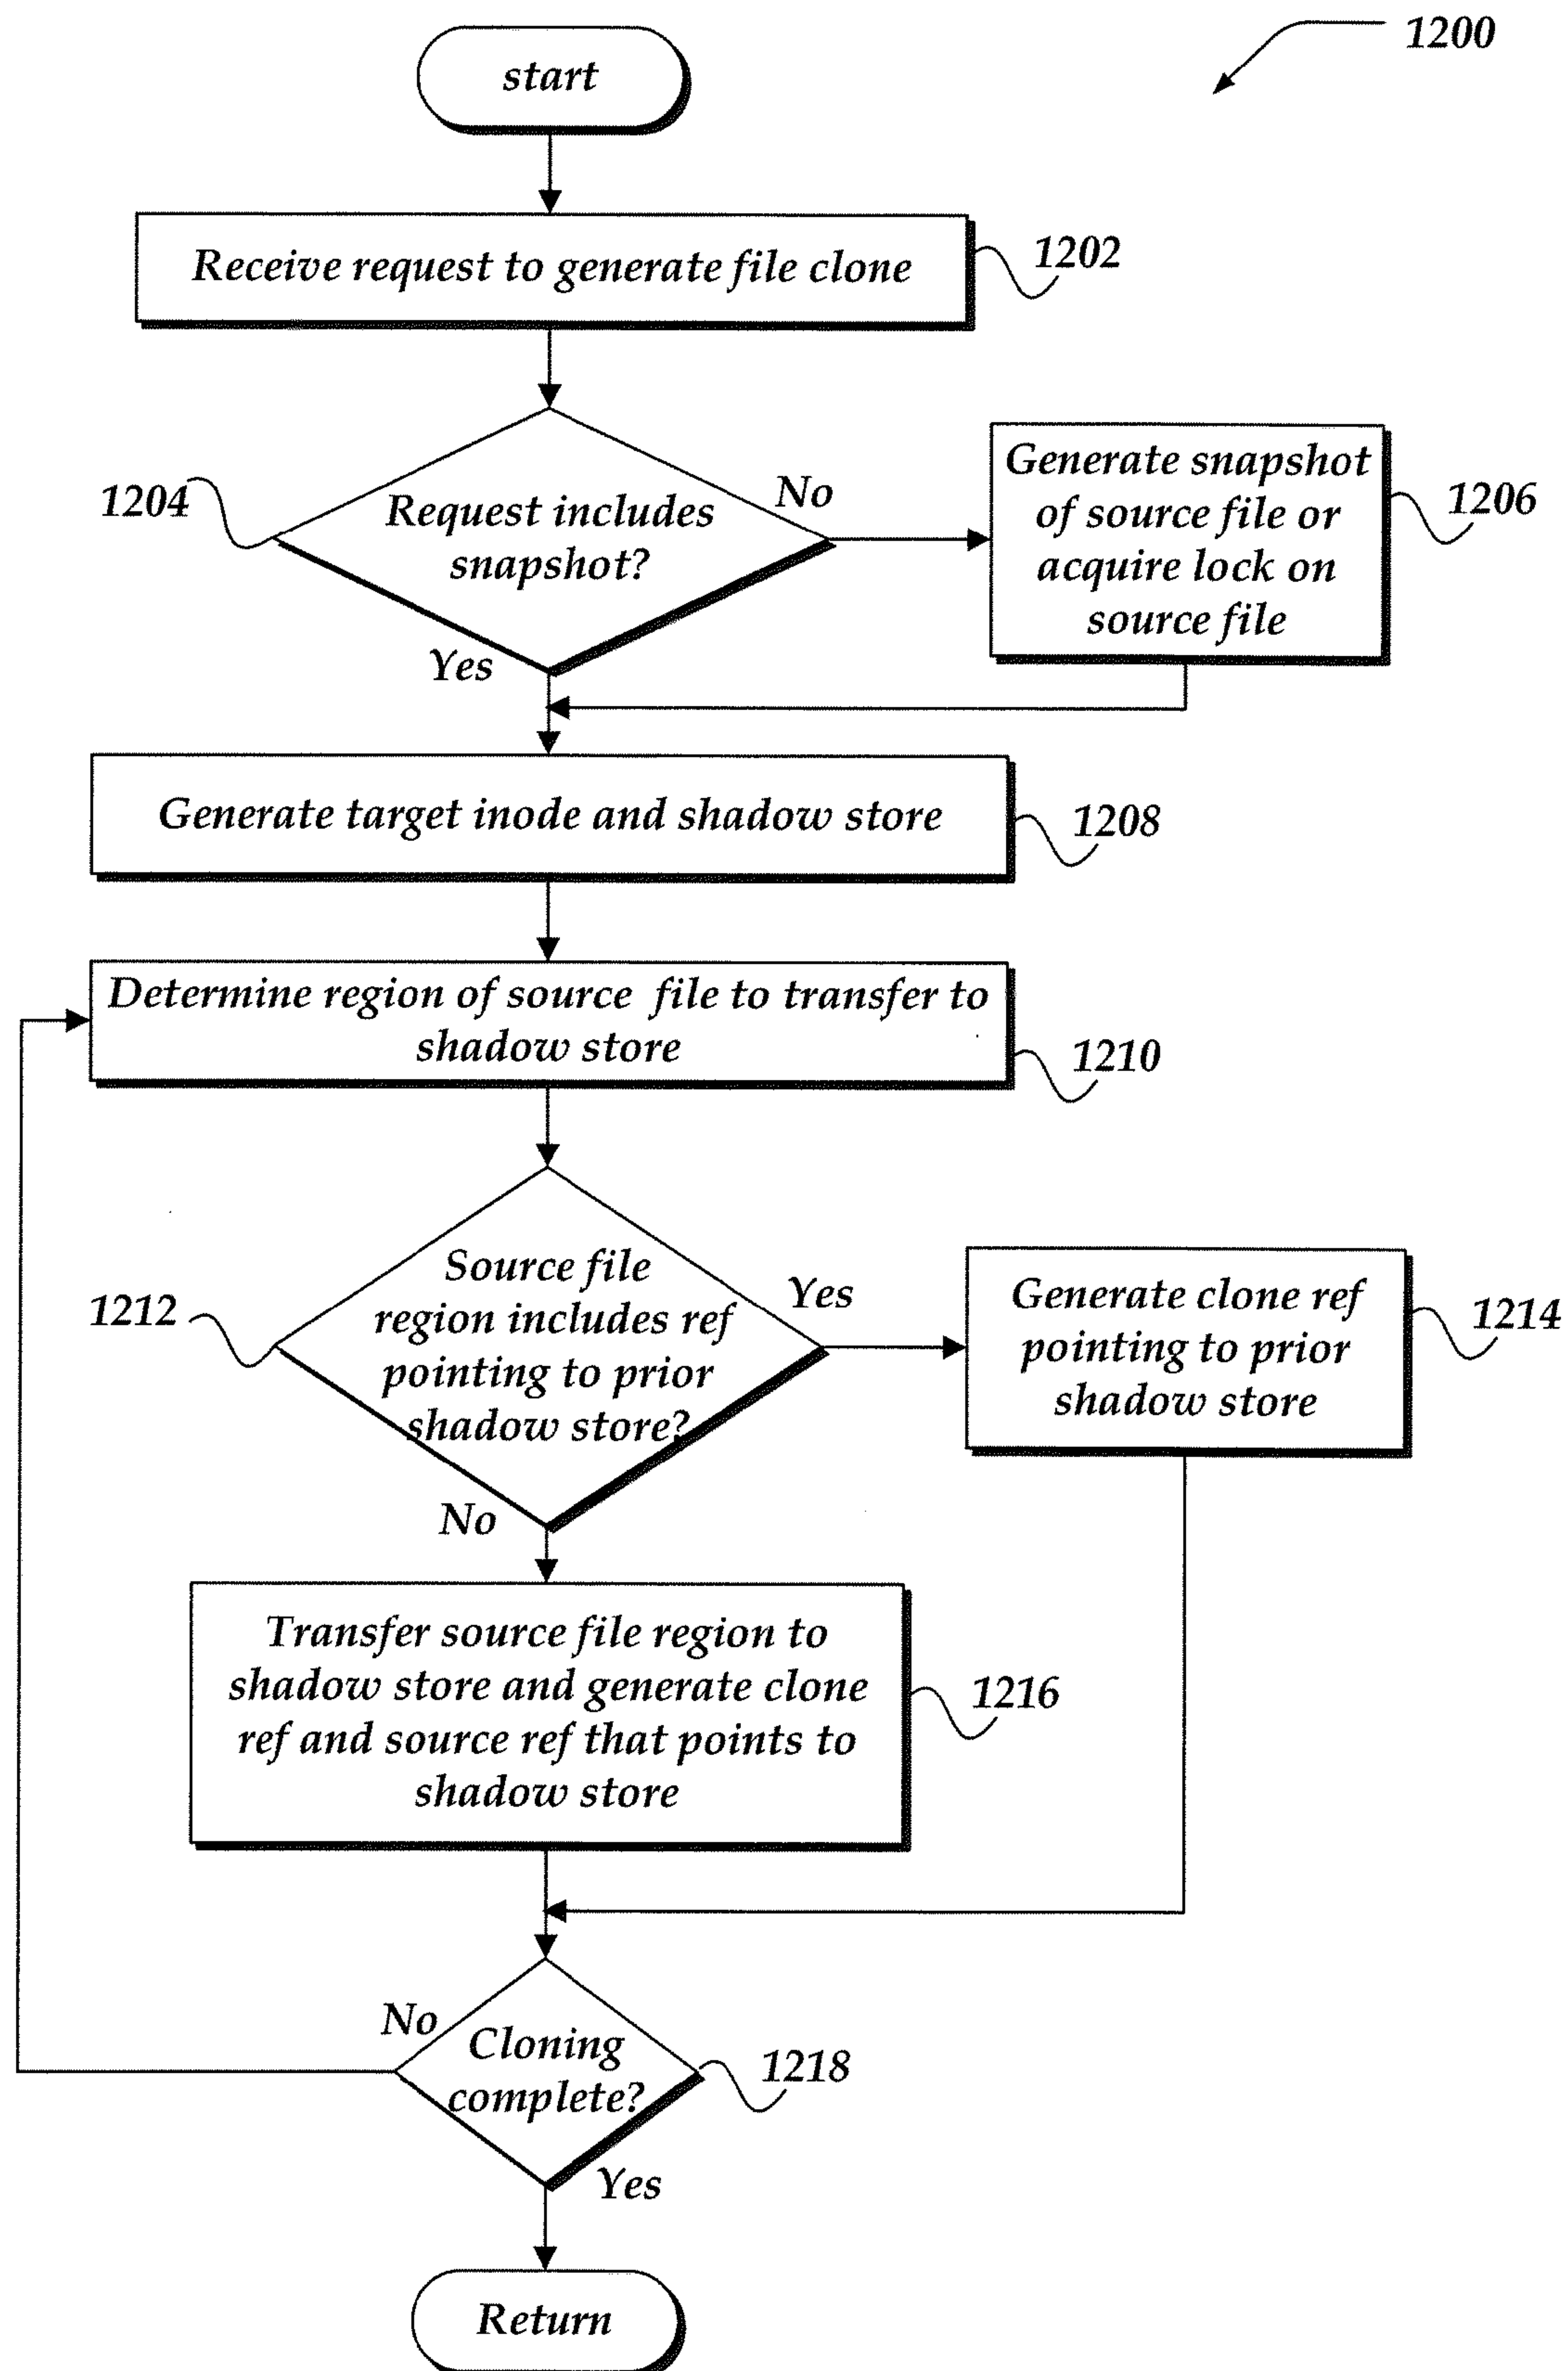 1200
start
Receive request to generate file clone
1202
1204
Request includes
snapshot?
No
Yes
Generate snapshot
of source file or
acquire lock on
source file
1206
Generate target inode and shadow store
1208
Determine region of source file to transfer to
shadow store
1210
1212
Source file
region includes ref
pointing to prior
shadow store?
Yes
No
Generate clone ref
pointing to prior
shadow store
1214
Transfer source file region to
shadow store and generate clone
ref and source ref that points to
shadow store
1216
No
Cloning
complete?
1218
Yes
Return